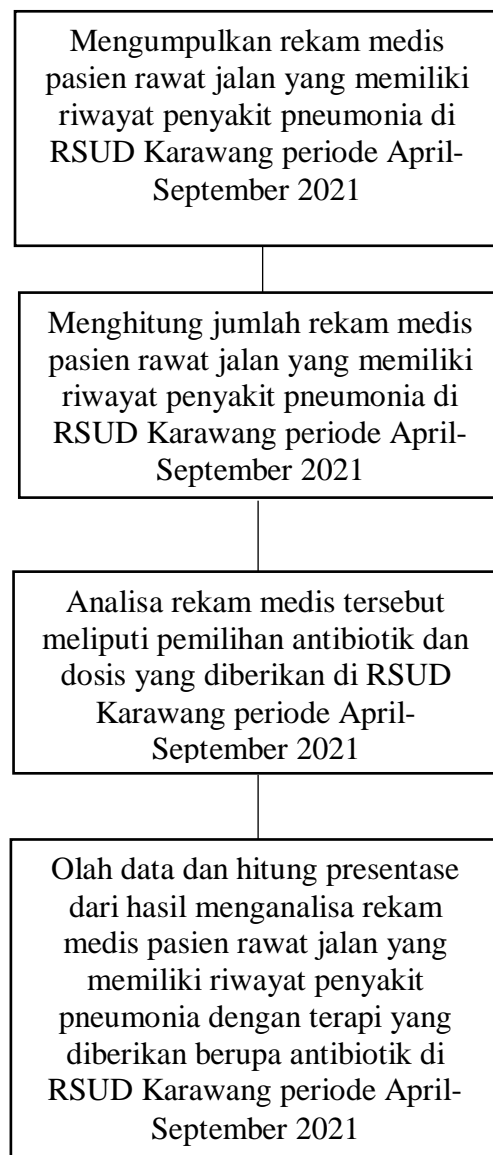 Mengumpulkan rekam medis
pasien rawat jalan yang memiliki
riwayat penyakit pneumonia di
RSUD Karawang periode April-
September 2021
Menghitung jumlah rekam medis
pasien rawat jalan yang memiliki
riwayat penyakit pneumonia di
RSUD Karawang periode April-
September 2021
Analisa rekam medis tersebut
meliputi pemilihan antibiotik dan
dosis yang diberikan di RSUD
Karawang periode April-
September 2021
Olah data dan hitung presentase
dari hasil menganalisa rekam
medis pasien rawat jalan yang
memiliki riwayat penyakit
pneumonia dengan terapi yang
diberikan berupa antibiotik di
RSUD Karawang periode April-
September 2021